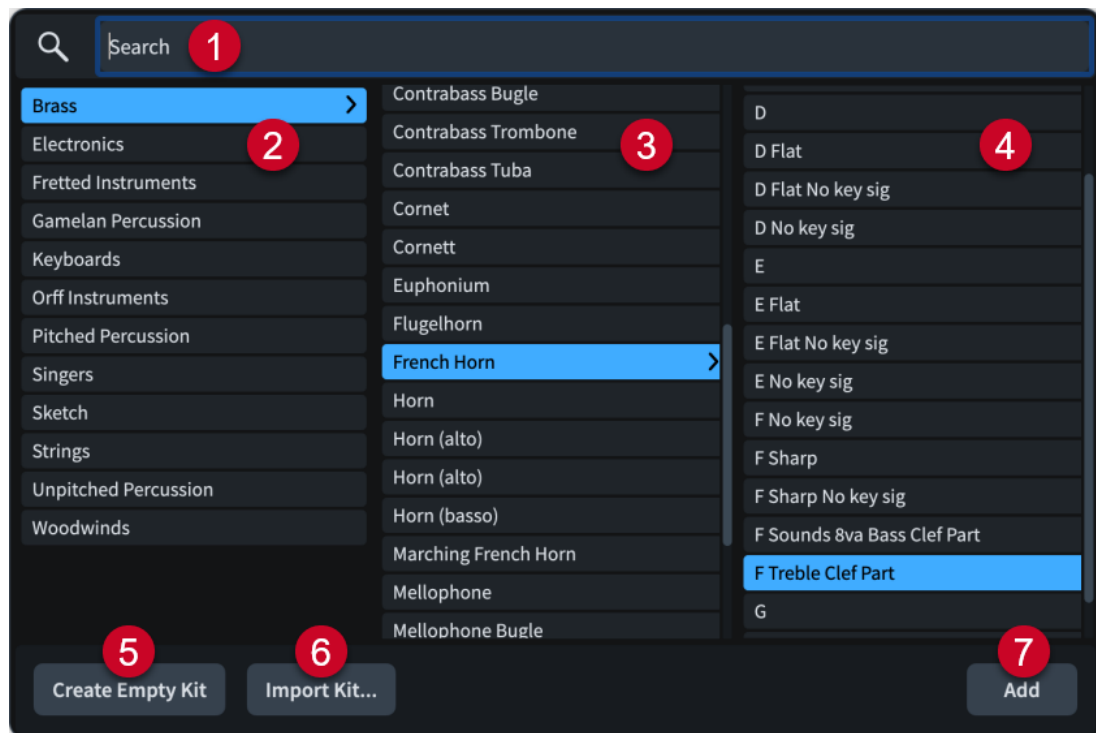 Search 1
Brass
Electronics
2
Fretted Instruments
Gamelan Percussion
Keyboards
Orff Instruments
Pitched Percussion
Singers
Sketch
Strings
Unpitched Percussion
Woodwinds
Contrabass Bugle
Contrabass Trombone
3
Contrabass Tuba
Cornet
Cornett
Euphonium
Flugelhorn
French Horn
Horn
Horn (alto)
Horn (alto)
Horn (basso)
Marching French Horn
Mellophone
Mellophone Bugle
D
D Flat
4
D Flat No key sig
D No key sig
E
E Flat
E Flat No key sig
E No key sig
F No key sig
F Sharp
F Sharp No key sig
F Sounds 8va Bass Clef Part
F Treble Clef Part
G
5
Create Empty Kit
6
Import Kit...
7
Add